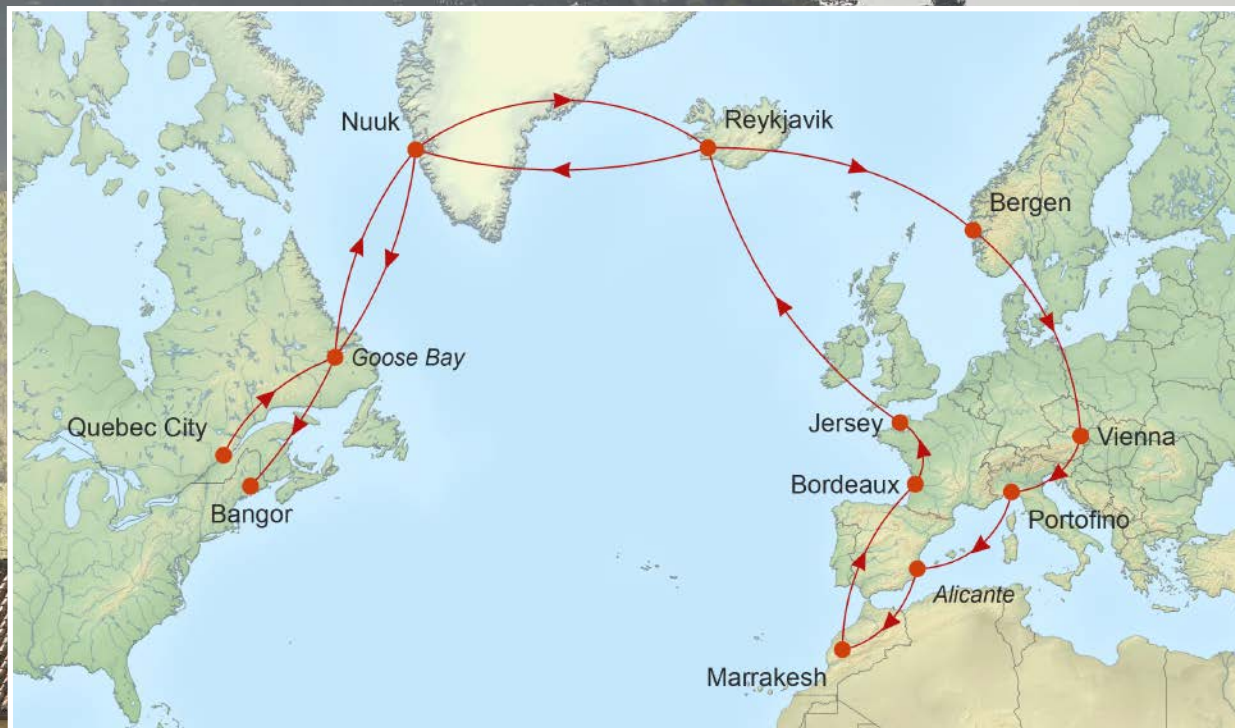 Nuuk
Reykjavik
Bergen
Goose Bay
Quebec City
Jersey
Vienna
Bordeaux
Bangor
Portofino
Alicante
Marrakesh